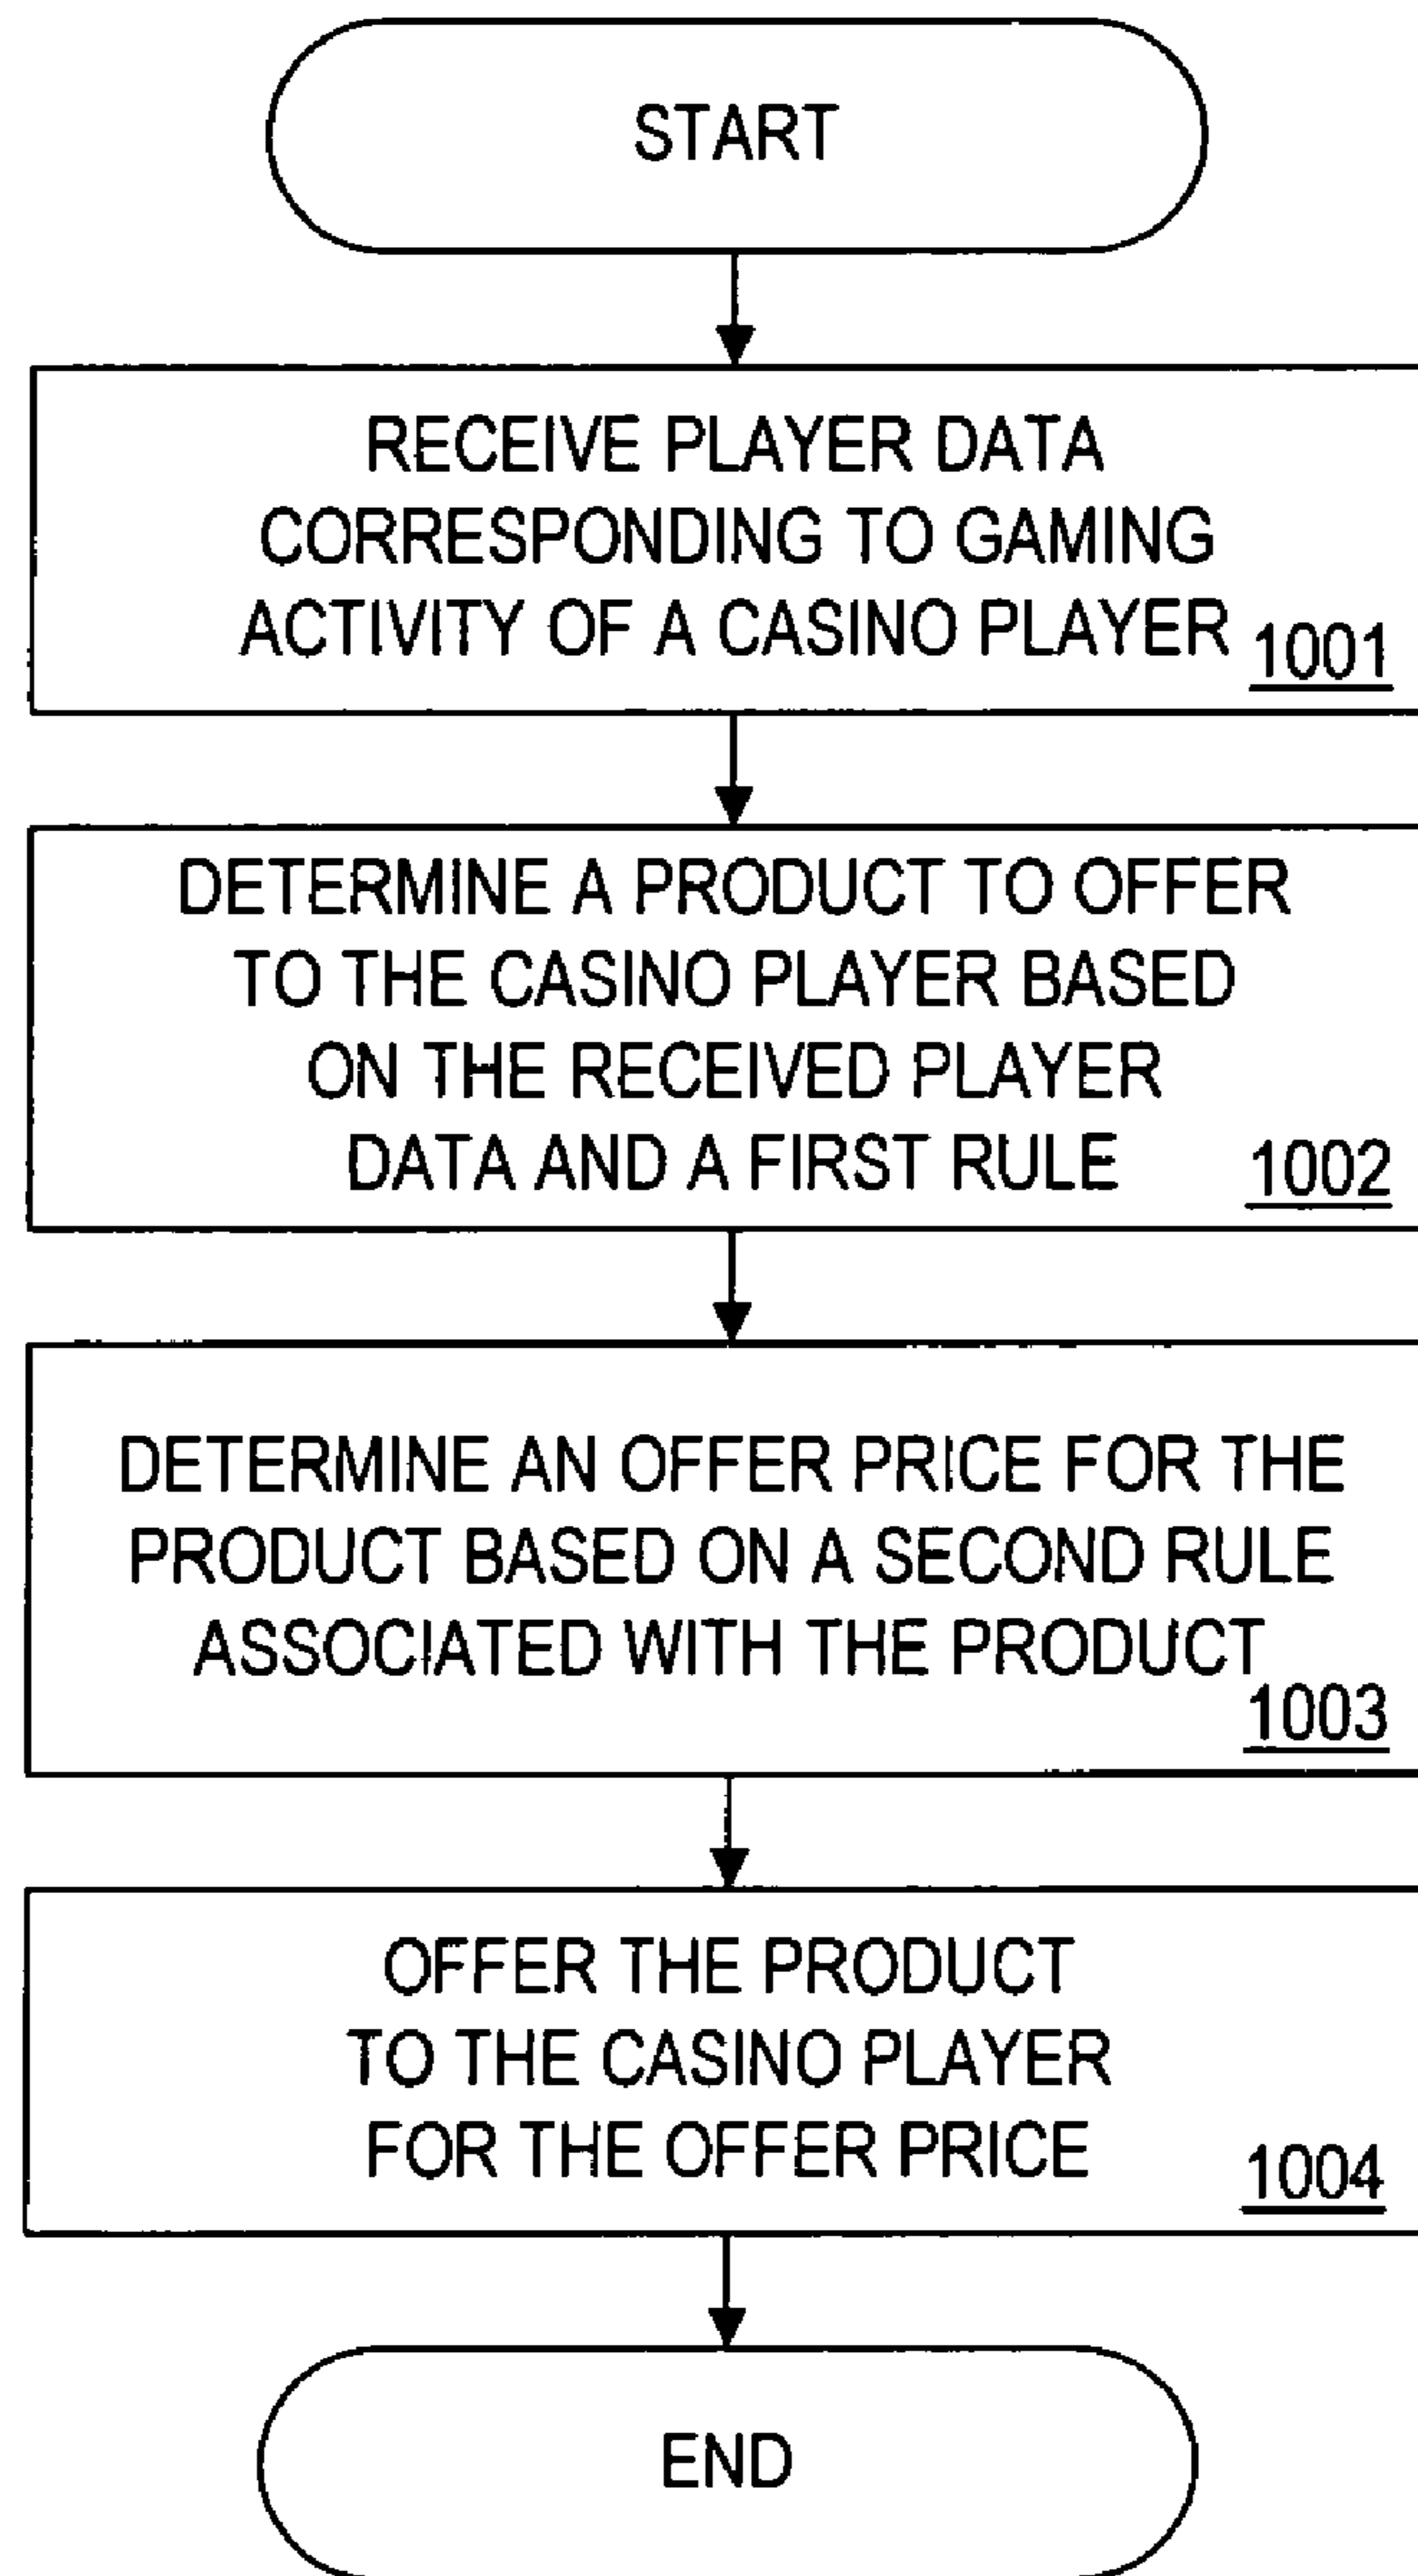 START
RECEIVE PLAYER DATA
CORRESPONDING TO GAMING
ACTIVITY OF A CASINO PLAYER
1001
DETERMINE A PRODUCT TO OFFER
TO THE CASINO PLAYER BASED
ON THE RECEIVED PLAYER
DATA AND A FIRST RULE
1002
DETERMINE AN OFFER PRICE FOR THE
PRODUCT BASED ON A SECOND RULE
ASSOCIATED WITH THE PRODUCT
1003
OFFER THE PRODUCT
TO THE CASINO PLAYER
FOR THE OFFER PRICE
1004
END